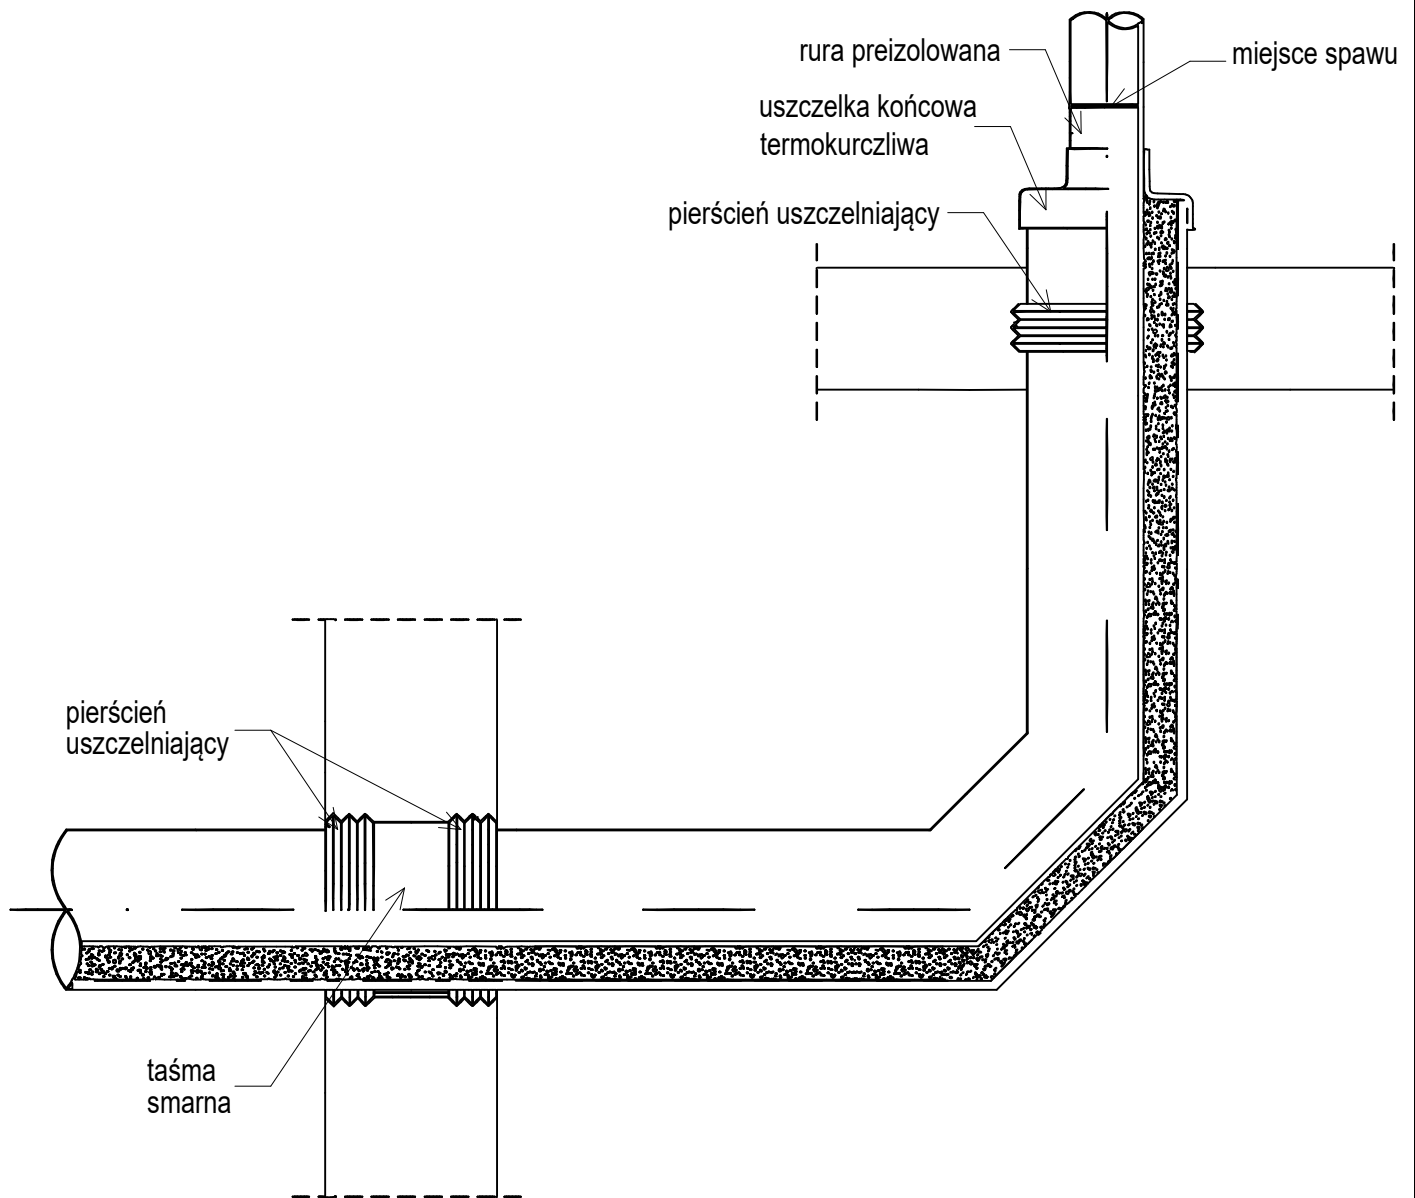 rura preizolowana
miejsce spawu
uszczelka końcowa
termokurczliwa
pierścień uszczelniający
pierścień
uszczelniający
taśma
smarna